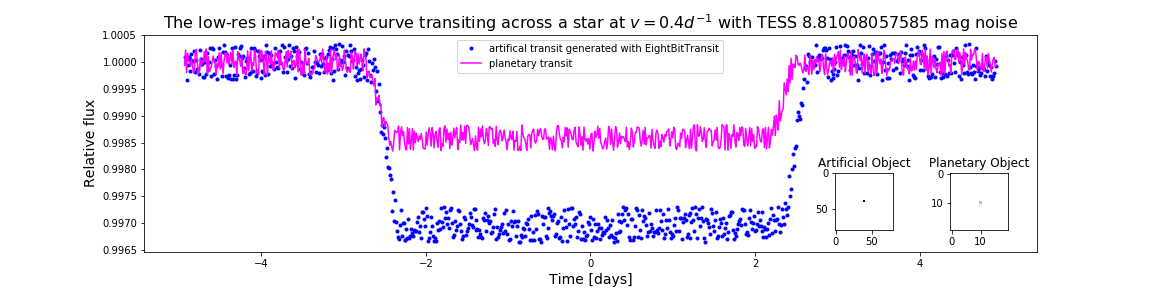 The low-res image's light curve transiting across a star at v = 0.4d⁻¹ with TESS 8.81008057585 mag noise
1.0005
1.0000
0.9995
0.9990
0.9985
0.9980
0.9975
0.9970
0.9965
Relative flux
artifical transit generated with EightBitTransit
planetary transit
Artificial Object
0
50
0 50
Planetary Object
0
10
0 10
−4 −2 0 2 4
Time [days]